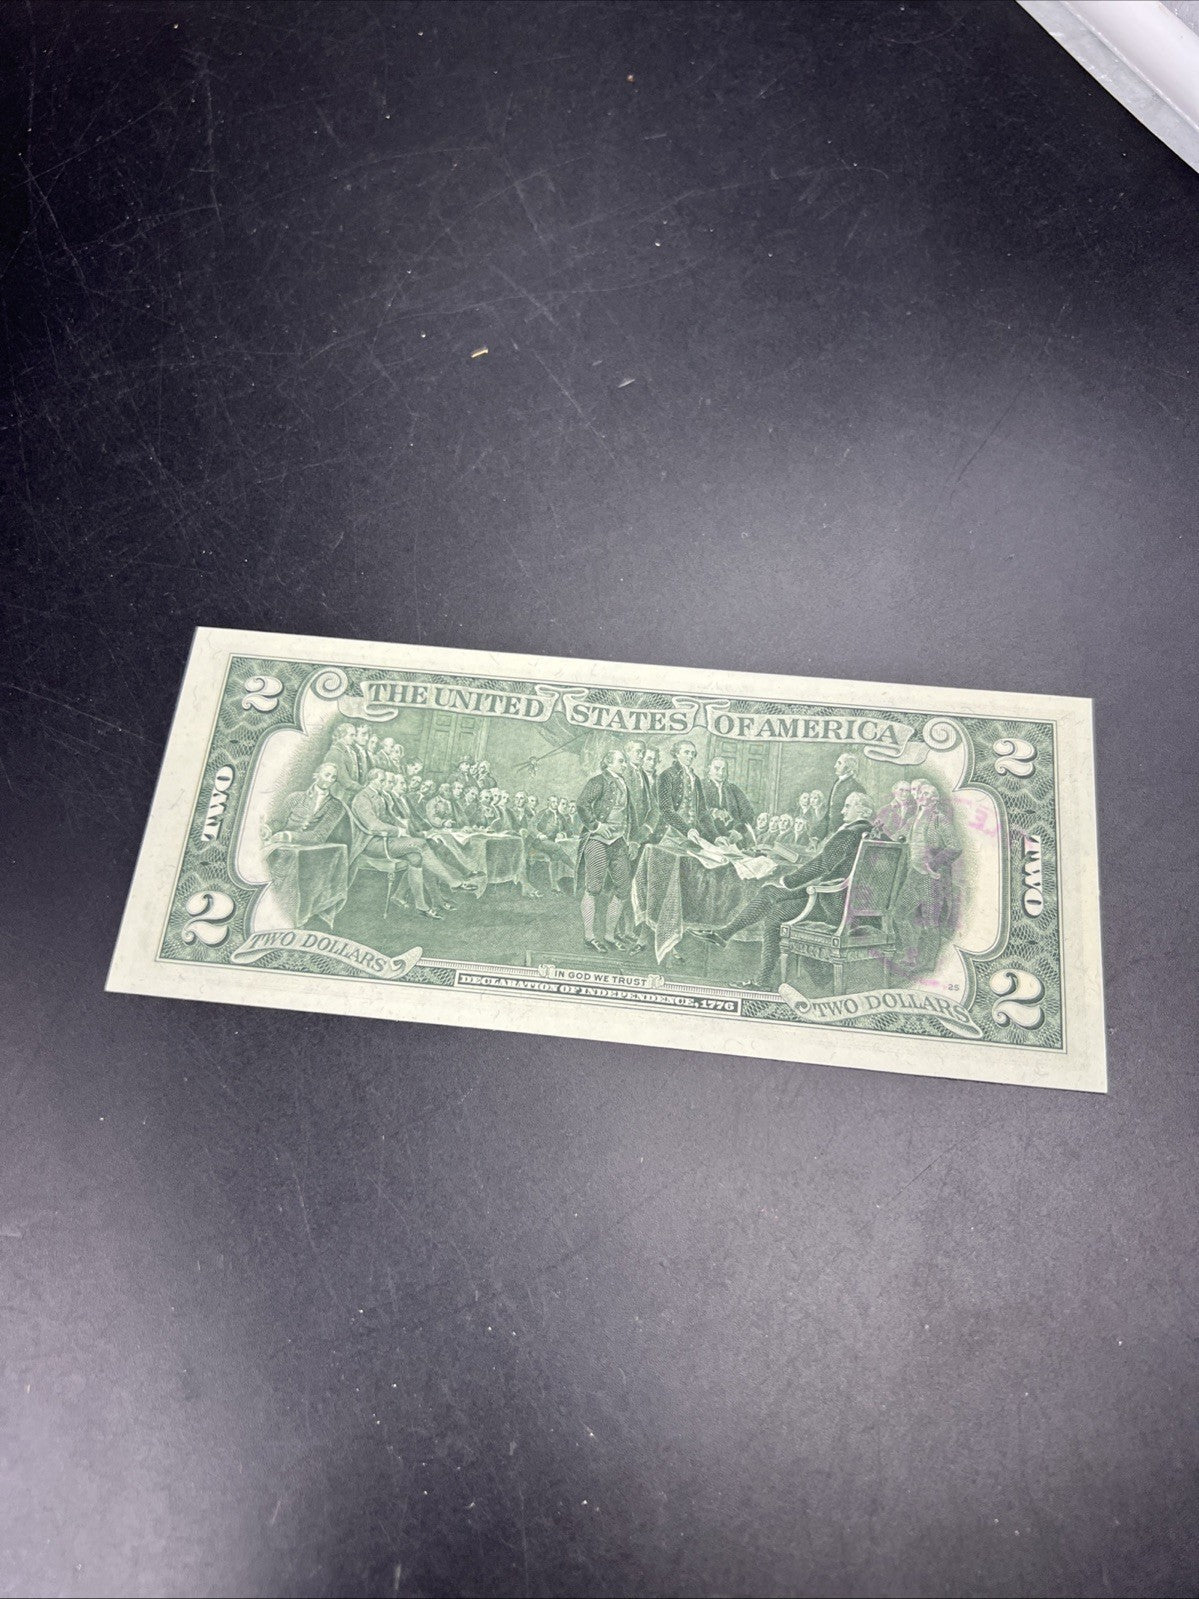 2
THE UNITED STATES OF AMERICA
2
TWO
TWO
2
TWO DOLLARS
IN GOD WE TRUST
DECLARATION OF INDEPENDENCE, 1776
25
TWO DOLLARS
2